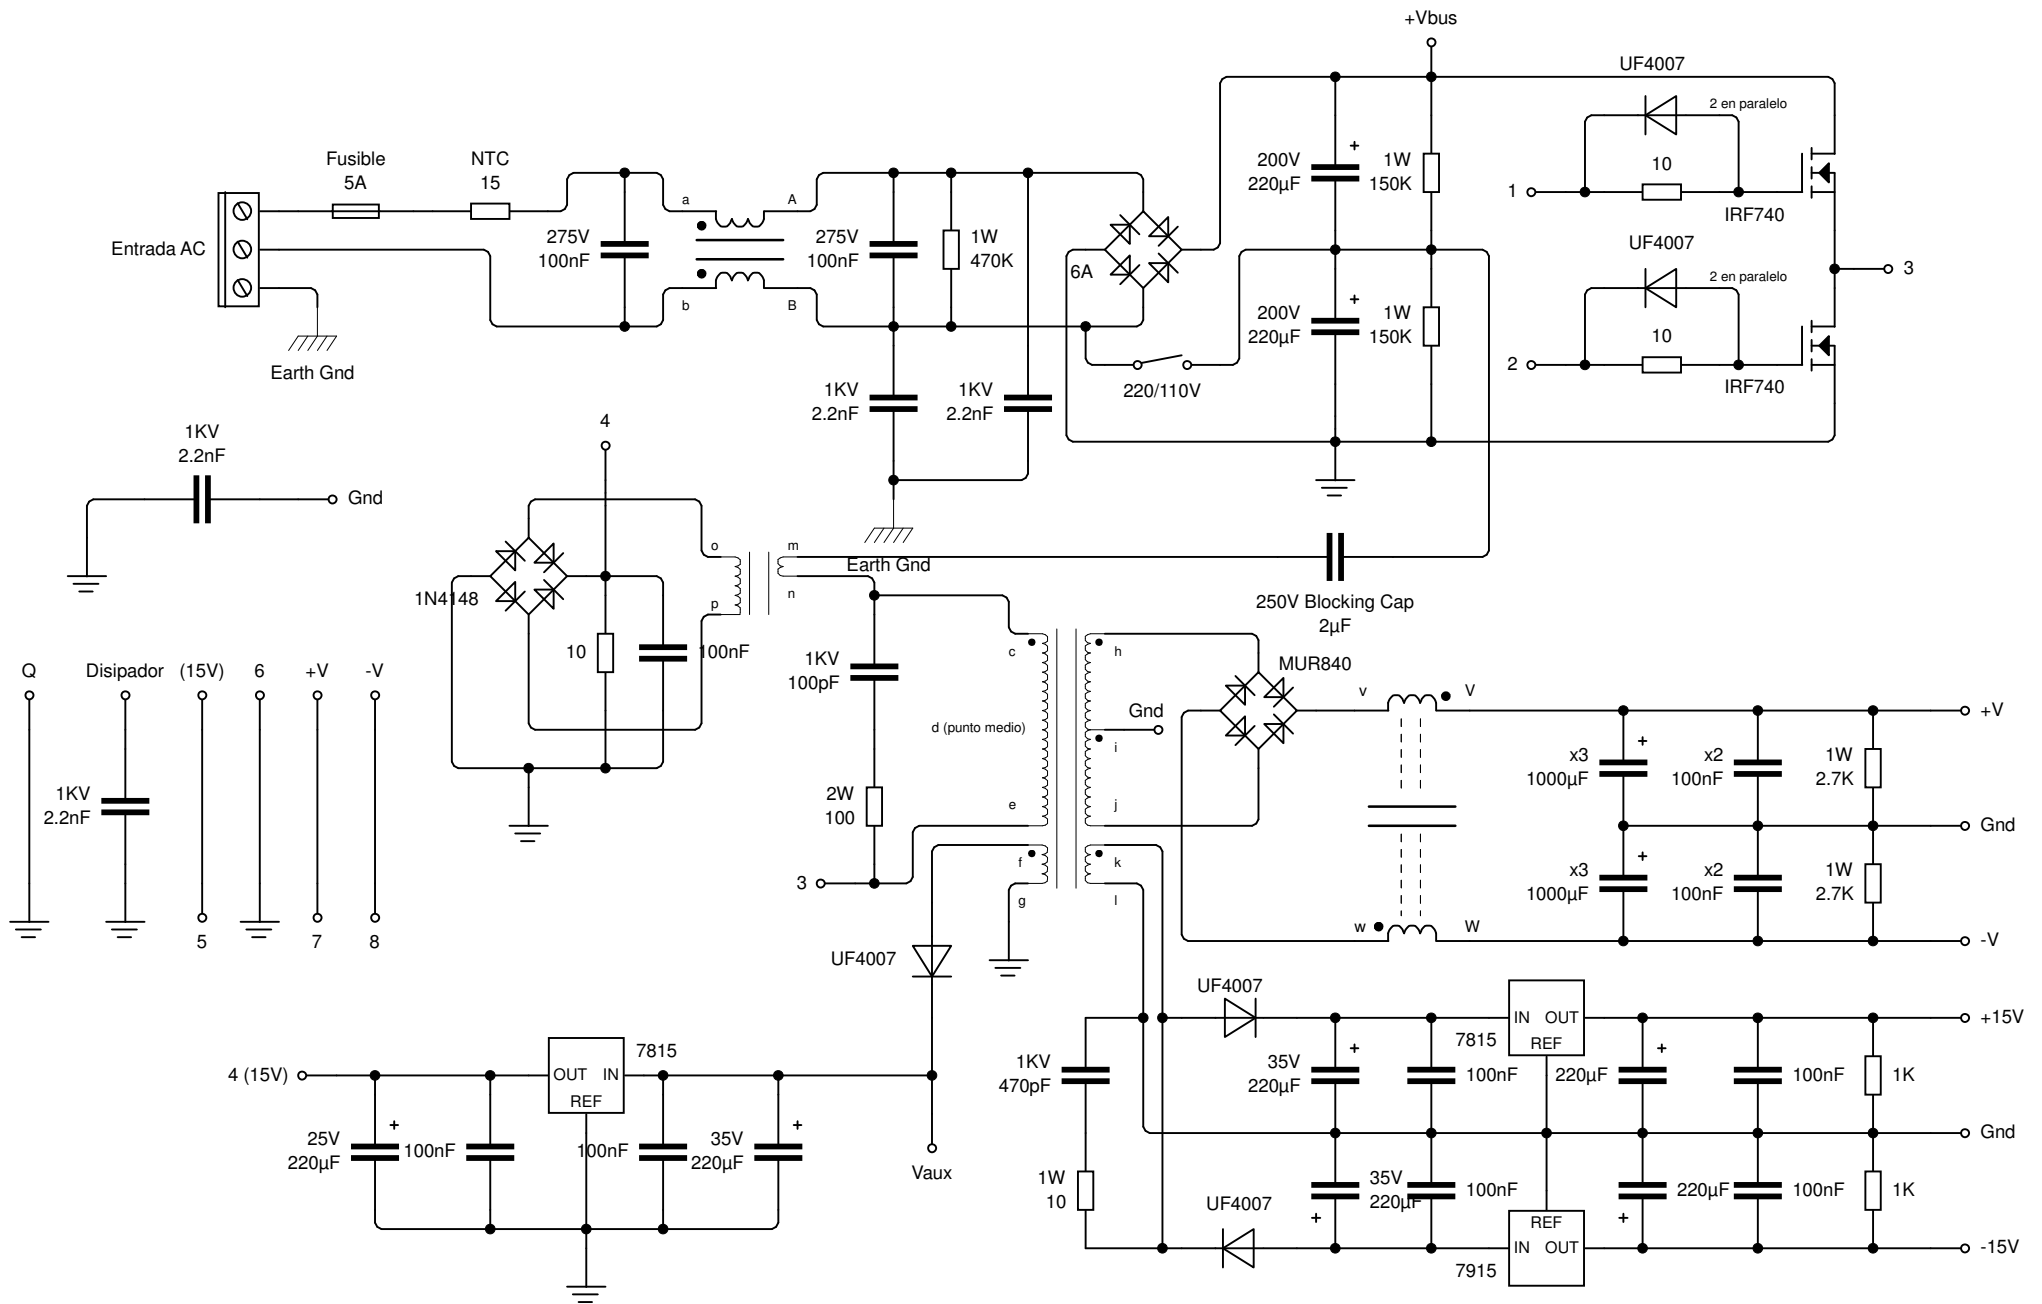 +Vbus
UF4007
2 en paralelo
10
1
IRF740
UF4007
2 en paralelo
10
2
IRF740
3
Fusible
5A
NTC
15
Entrada AC
Earth Gnd
275V
100nF
a
A
b
B
275V
100nF
1W
470K
6A
220/110V
200V
220µF
+
1W
150K
200V
220µF
+
1W
150K
1KV
2.2nF
1KV
2.2nF
Earth Gnd
1KV
2.2nF
Gnd
4
1N4148
10
100nF
o
p
m
n
250V Blocking Cap
2µF
1KV
100pF
2W
100
3
c
d (punto medio)
e
f
g
h
Gnd
i
j
k
l
MUR840
v
V
w
W
x3
1000µF
+
x2
100nF
1W
2.7K
x3
1000µF
+
x2
100nF
1W
2.7K
+V
Gnd
-V
Q
Disipador
(15V)
6
+V
-V
1KV
2.2nF
5
7
8
UF4007
Vaux
4 (15V)
7815
OUT IN
REF
25V
220µF
+
100nF
100nF
35V
220µF
+
UF4007
1KV
470pF
1W
10
UF4007
35V
220µF
+
100nF
7815
IN OUT
REF
220µF
+
100nF
1K
35V
220µF
+
100nF
REF
IN OUT
7915
220µF
+
100nF
1K
+15V
Gnd
-15V